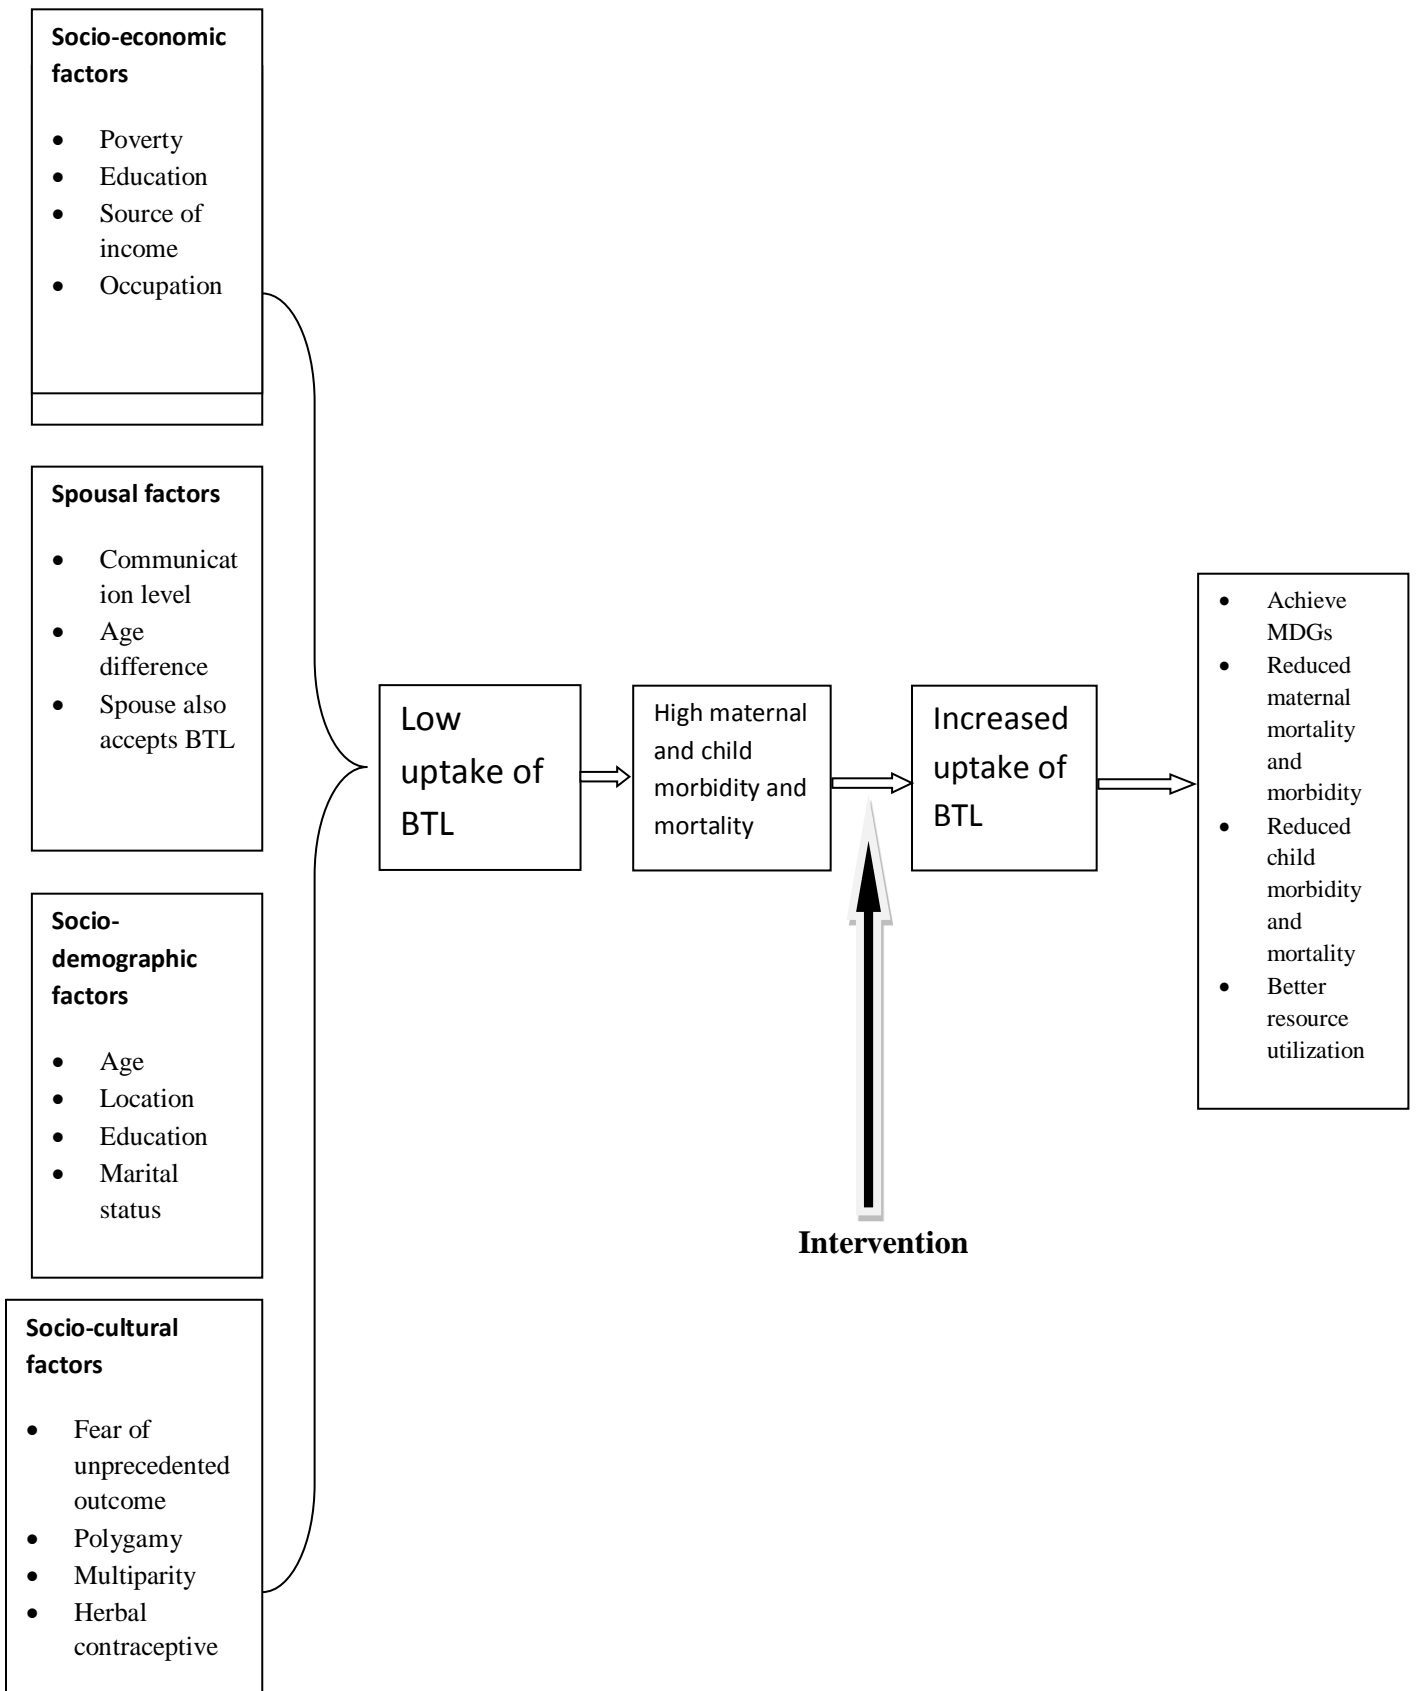 Socio-economic
factors
• Poverty
• Education
• Source of
income
• Occupation
Spousal factors
• Communicat
ion level
• Age
difference
• Spouse also
accepts BTL
Socio-
demographic
factors
• Age
• Location
• Education
• Marital
status
Socio-cultural
factors
• Fear of
unprecedented
outcome
• Polygamy
• Multiparity
• Herbal
contraceptive
Low
uptake of
BTL
High maternal
and child
morbidity and
mortality
Intervention
Increased
uptake of
BTL
• Achieve
MDGs
• Reduced
maternal
mortality
and
morbidity
• Reduced
child
morbidity
and
mortality
• Better
resource
utilization